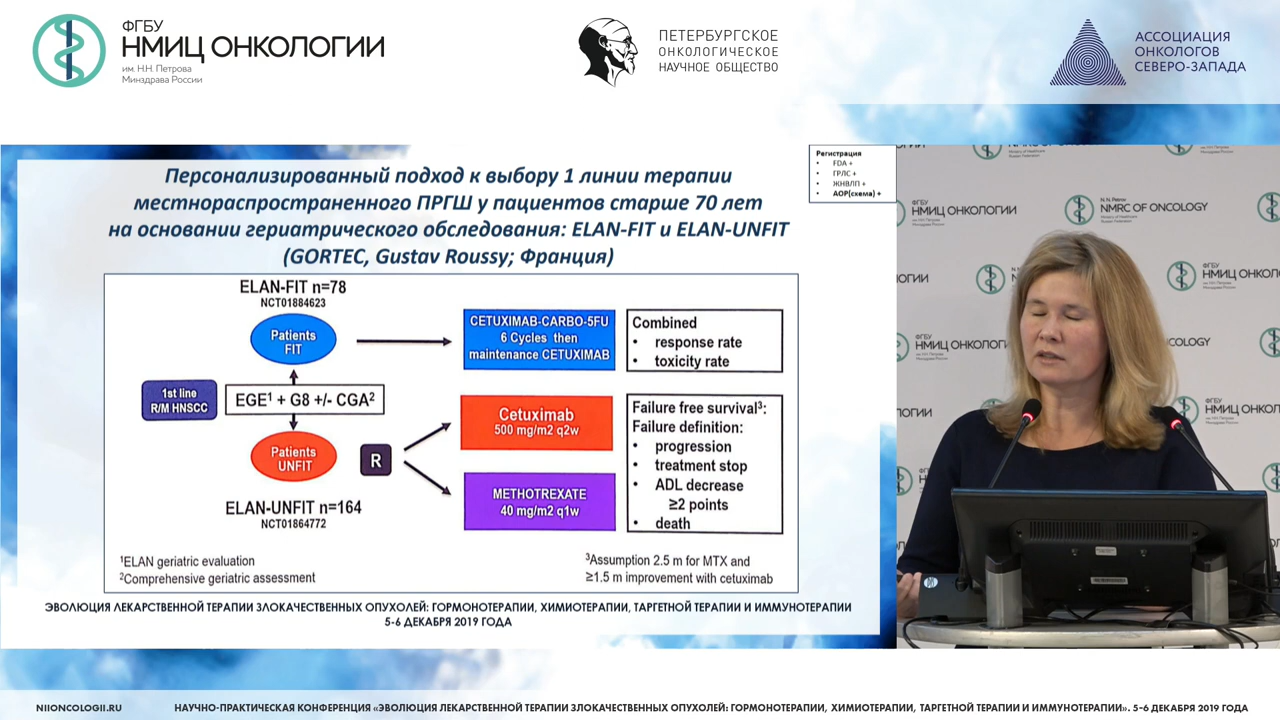 ФГБУ
НМИЦ ОНКОЛОГИИ
им. Н.Н. Петрова
Минздрава России
ПЕТЕРБУРГСКОЕ
ОНКОЛОГИЧЕСКОЕ
НАУЧНОЕ ОБЩЕСТВО
АССОЦИАЦИЯ
ОНКОЛОГОВ
СЕВЕРО-ЗАПАДА
Персонализированный подход к выбору 1 линии терапии
местнораспространенного ПРГШ у пациентов старше 70 лет
на основании гериатрического обследования: ELAN-FIT и ELAN-UNFIT
(GORTEC, Gustav Roussy; Франция)
Регистрация
• FDA +
• ГРЛС +
• ЖНВЛП +
• АОР(схема) +
ELAN-FIT n=78
NCT01884623
Patients
FIT
CETUXIMAB-CARBO-5FU
6 Cycles then
maintenance CETUXIMAB
Combined
• response rate
• toxicity rate
1st line
R/M HNSCC
EGE¹ + G8 +/- CGA²
Patients
UNFIT
R
Cetuximab
500 mg/m2 q2w
METHOTREXATE
40 mg/m2 q1w
Failure free survival³:
Failure definition:
• progression
• treatment stop
• ADL decrease
≥2 points
• death
ELAN-UNFIT n=164
NCT01864772
¹ELAN geriatric evaluation
²Comprehensive geriatric assessment
³Assumption 2.5 m for MTX and
≥1.5 m improvement with cetuximab
ЭВОЛЮЦИЯ ЛЕКАРСТВЕННОЙ ТЕРАПИИ ЗЛОКАЧЕСТВЕННЫХ ОПУХОЛЕЙ: ГОРМОНОТЕРАПИИ, ХИМИОТЕРАПИИ, ТАРГЕТНОЙ ТЕРАПИИ И ИММУНОТЕРАПИИ
5-6 ДЕКАБРЯ 2019 ГОДА
NMRC OF ONCOLOGY
ФГБУ
НМИЦ ОНКОЛОГИИ
N.N. Petrov
NMRC OF ONCOLOGY
ФГБУ
НМИЦ ОНКОЛ
НМИЦ ОНКОЛОГИ
NIIONCOLOGII.RU
НАУЧНО-ПРАКТИЧЕСКАЯ КОНФЕРЕНЦИЯ «ЭВОЛЮЦИЯ ЛЕКАРСТВЕННОЙ ТЕРАПИИ ЗЛОКАЧЕСТВЕННЫХ ОПУХОЛЕЙ: ГОРМОНОТЕРАПИИ, ХИМИОТЕРАПИИ, ТАРГЕТНОЙ ТЕРАПИИ И ИММУНОТЕРАПИИ». 5-6 ДЕКАБРЯ 2019 ГОДА